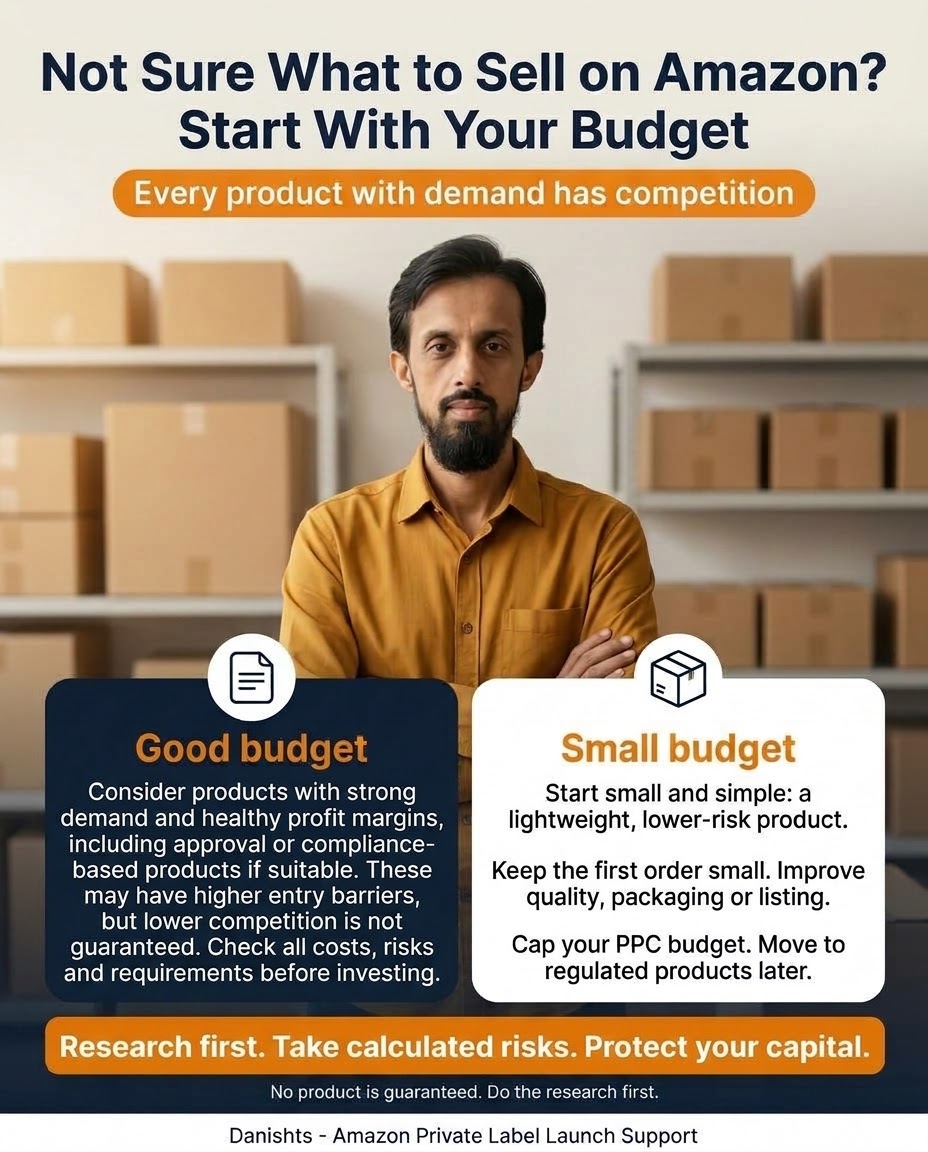 Not Sure What to Sell on Amazon?
Start With Your Budget
Every product with demand has competition
Good budget
Consider products with strong
demand and healthy profit margins,
including approval or compliance-
based products if suitable. These
may have higher entry barriers,
but lower competition is not
guaranteed. Check all costs, risks
and requirements before investing.
Small budget
Start small and simple: a
lightweight, lower-risk product.
Keep the first order small. Improve
quality, packaging or listing.
Cap your PPC budget. Move to
regulated products later.
Research first. Take calculated risks. Protect your capital.
No product is guaranteed. Do the research first.
Danishts - Amazon Private Label Launch Support